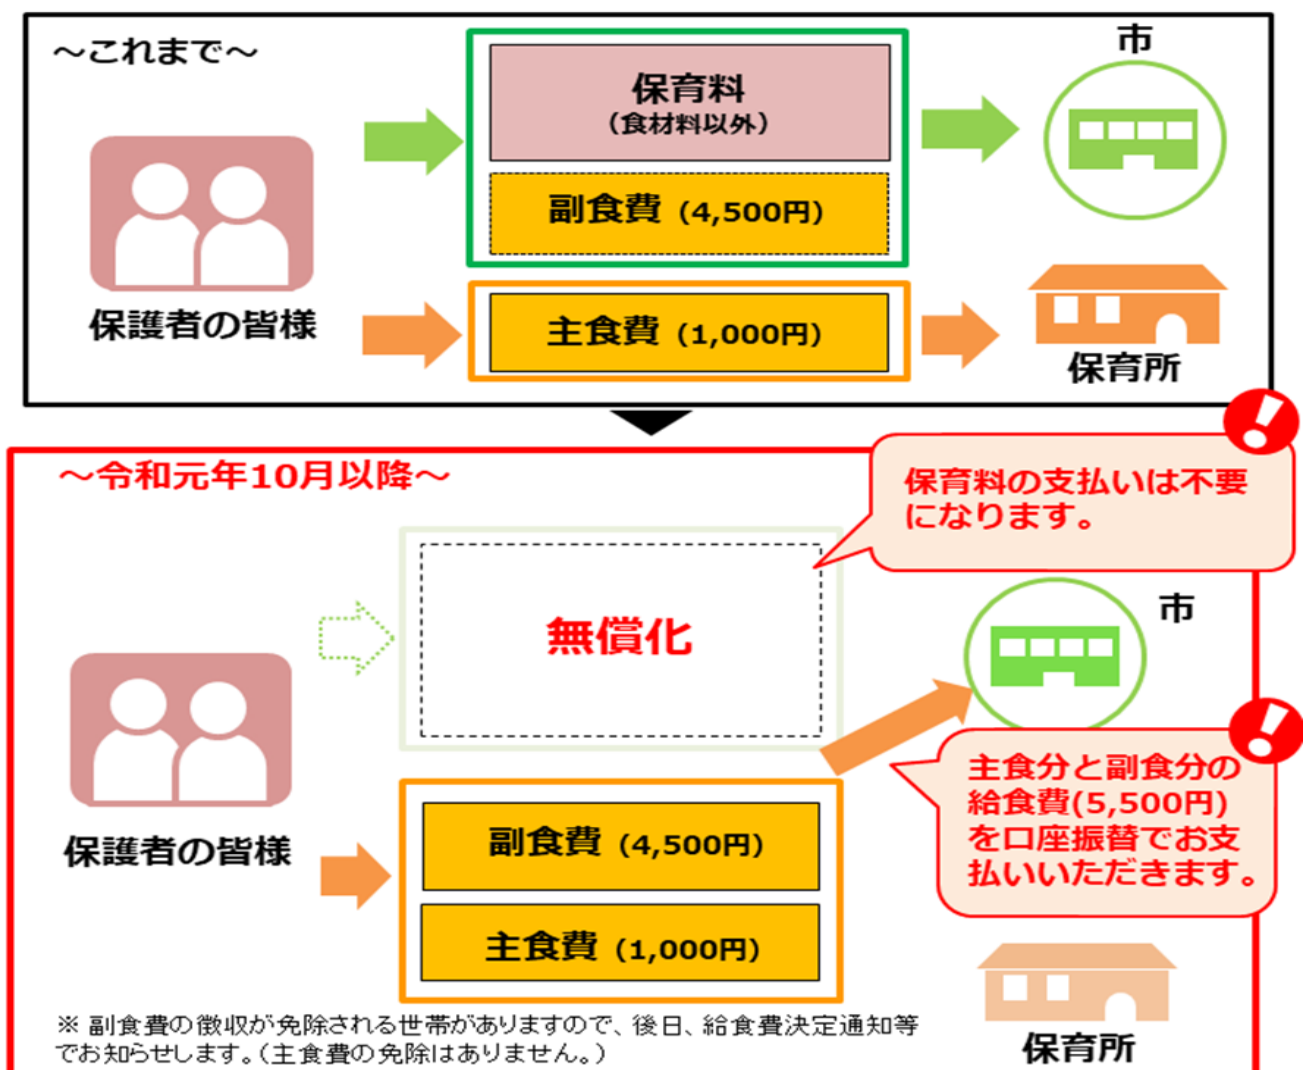 ～これまで～
市
保育料
（食材料以外）
副食費 (4,500円)
保護者の皆様
主食費 (1,000円)
保育所
～令和元年10月以降～
保育料の支払いは不要
になります。
無償化
市
主食分と副食分の
給食費(5,500円)
を口座振替でお支
払いいただきます。
保護者の皆様
副食費 (4,500円)
主食費 (1,000円)
※ 副食費の徴収が免除される世帯がありますので、後日、給食費決定通知等
でお知らせします。（主食費の免除はありません。）
保育所